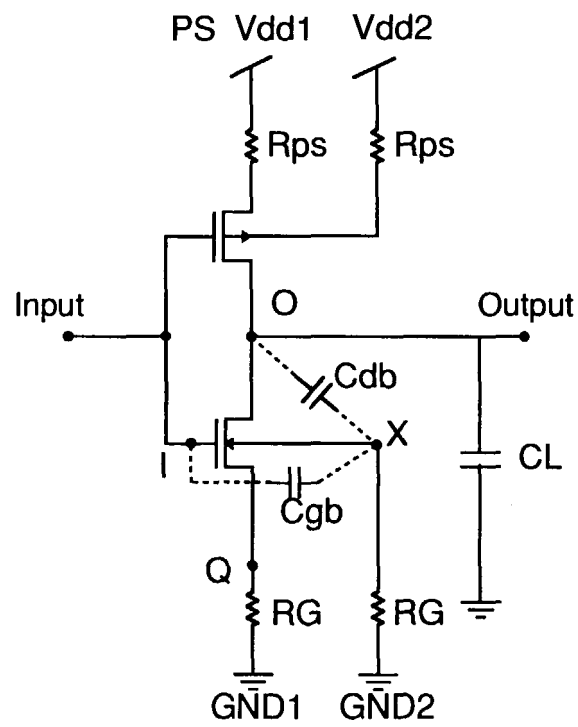 PS Vdd1 Vdd2
Rps Rps
Input O Output
Cdb
X
I CL
Cgb
Q
RG RG
GND1 GND2